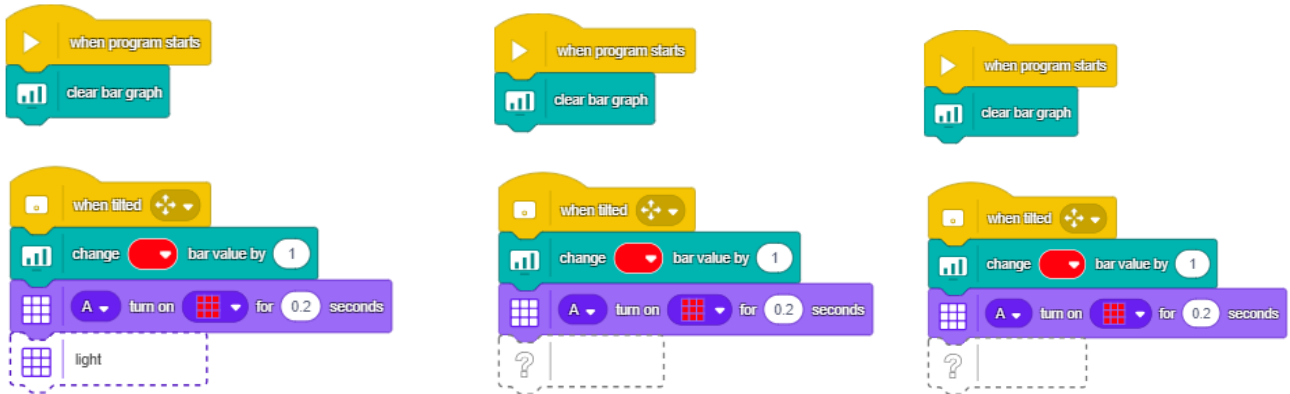 when program starts
clear bar graph
when tilted
change bar value by 1
A turn on for 0.2 seconds
light
when program starts
clear bar graph
when tilted
change bar value by 1
A turn on for 0.2 seconds
?
when program starts
clear bar graph
when tilted
change bar value by 1
A turn on for 0.2 seconds
?